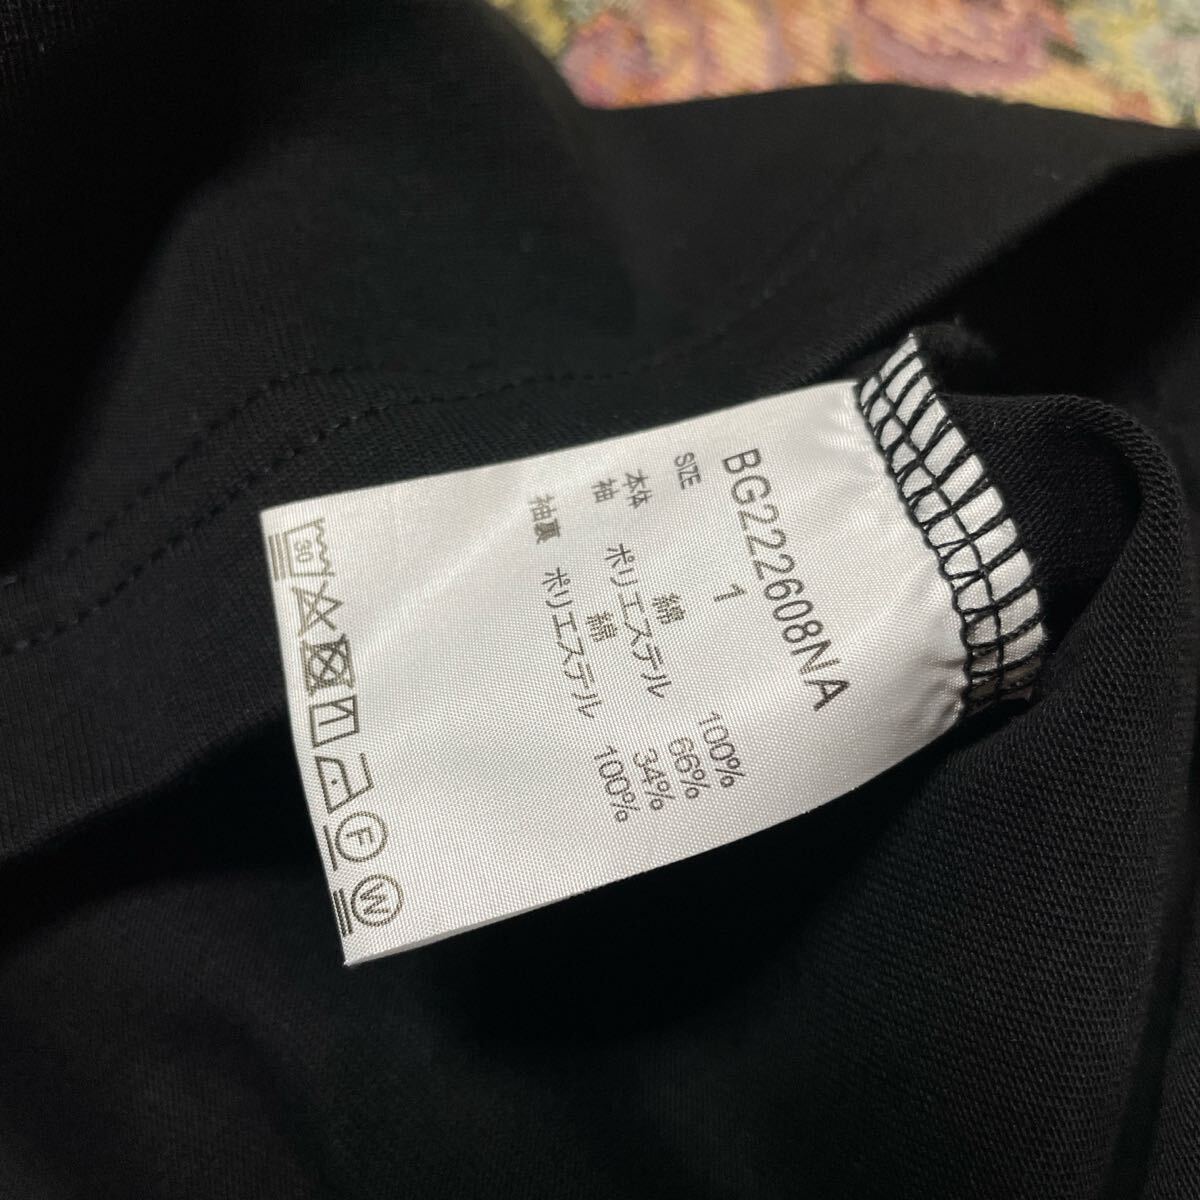 BG222608NA
SIZE 1
本体 綿 100%
袖 ポリエステル 66%
綿 34%
袖裏 ポリエステル 100%
30
F
W